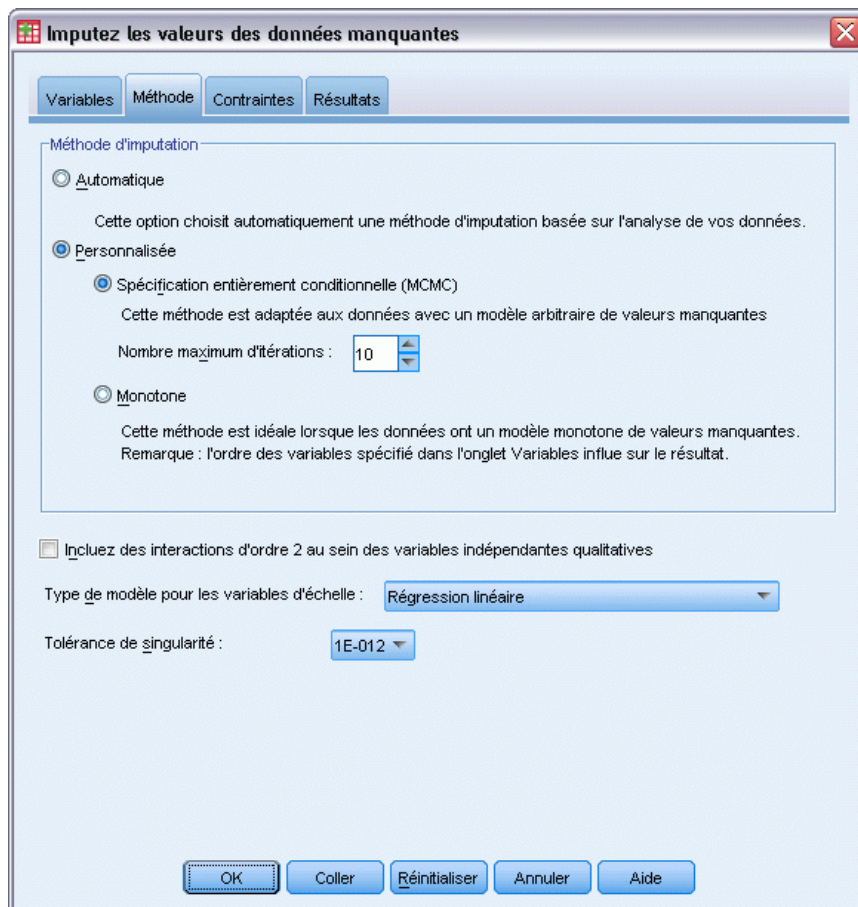 Imputez les valeurs des données manquantes
Variables Méthode Contraintes Résultats
Méthode d'imputation
Automatique
Cette option choisit automatiquement une méthode d'imputation basée sur l'analyse de vos données.
Personnalisée
Spécification entièrement conditionnelle (MCMC)
Cette méthode est adaptée aux données avec un modèle arbitraire de valeurs manquantes
Nombre maximum d'itérations : 10
Monotone
Cette méthode est idéale lorsque les données ont un modèle monotone de valeurs manquantes.
Remarque : l'ordre des variables spécifié dans l'onglet Variables influe sur le résultat.
Incluez des interactions d'ordre 2 au sein des variables indépendantes qualitatives
Type de modèle pour les variables d'échelle : Régression linéaire
Tolérance de singularité : 1E-012
OK Coller Réinitialiser Annuler Aide